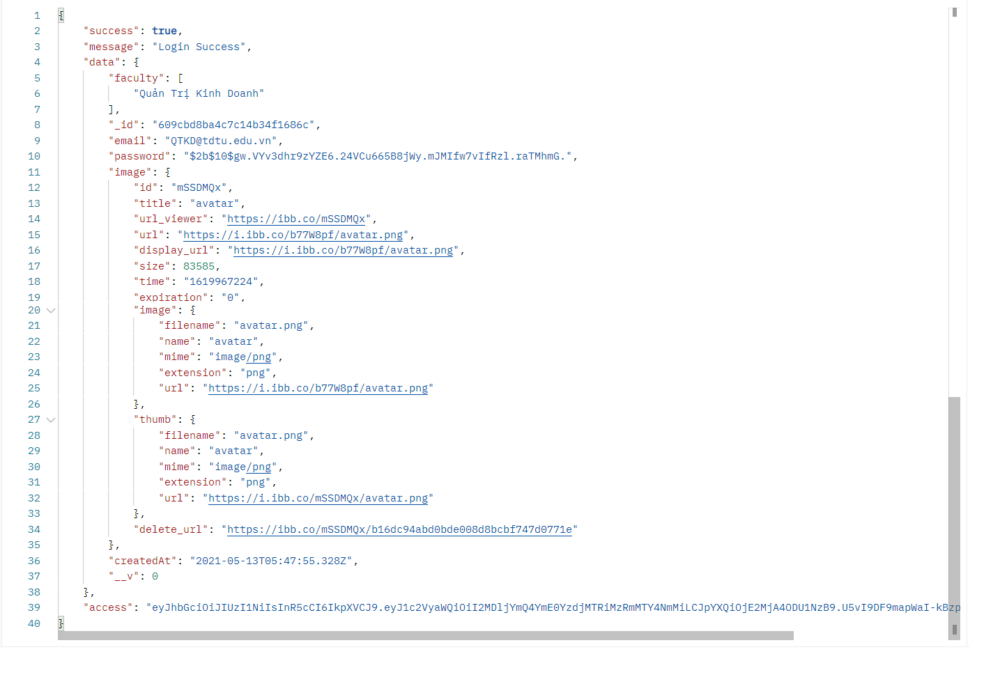 1 {
2 "success": true,
3 "message": "Login Success",
4 "data": {
5 "faculty": [
6 "Quản Trị Kinh Doanh"
7 ],
8 "_id": "609cbd8ba4c7c14b34f1686c",
9 "email": "QTKD@tdtu.edu.vn",
10 "password": "$2b$10$gw.VYv3dhr9zYZE6.24VCu665B8jWy.mJMIfw7vIfRzl.raTMhmG.",
11 "image": {
12 "id": "mSSDMQx",
13 "title": "avatar",
14 "url_viewer": "https://ibb.co/mSSDMQx",
15 "url": "https://i.ibb.co/b77W8pf/avatar.png",
16 "display_url": "https://i.ibb.co/b77W8pf/avatar.png",
17 "size": 83585,
18 "time": "1619967224",
19 "expiration": "0",
20 "image": {
21 "filename": "avatar.png",
22 "name": "avatar",
23 "mime": "image/png",
24 "extension": "png",
25 "url": "https://i.ibb.co/b77W8pf/avatar.png"
26 },
27 "thumb": {
28 "filename": "avatar.png",
29 "name": "avatar",
30 "mime": "image/png",
31 "extension": "png",
32 "url": "https://i.ibb.co/mSSDMQx/avatar.png"
33 },
34 "delete_url": "https://ibb.co/mSSDMQx/b16dc94abd0bde008d8bcbf747d0771e"
35 },
36 "createdAt": "2021-05-13T05:47:55.328Z",
37 "__v": 0
38 },
39 "access": "eyJhbGciOiJIUzI1NiIsInR5cCI6IkpXVCJ9.eyJ1c2VyaWQiOiI2MDljYmQ4YmE0YzdjMTRiMzRmMTY4NmMiLCJpYXQiOjE2MjA4ODU1NzB9.U5vI9DF9mapWaI-kBzp
40 }